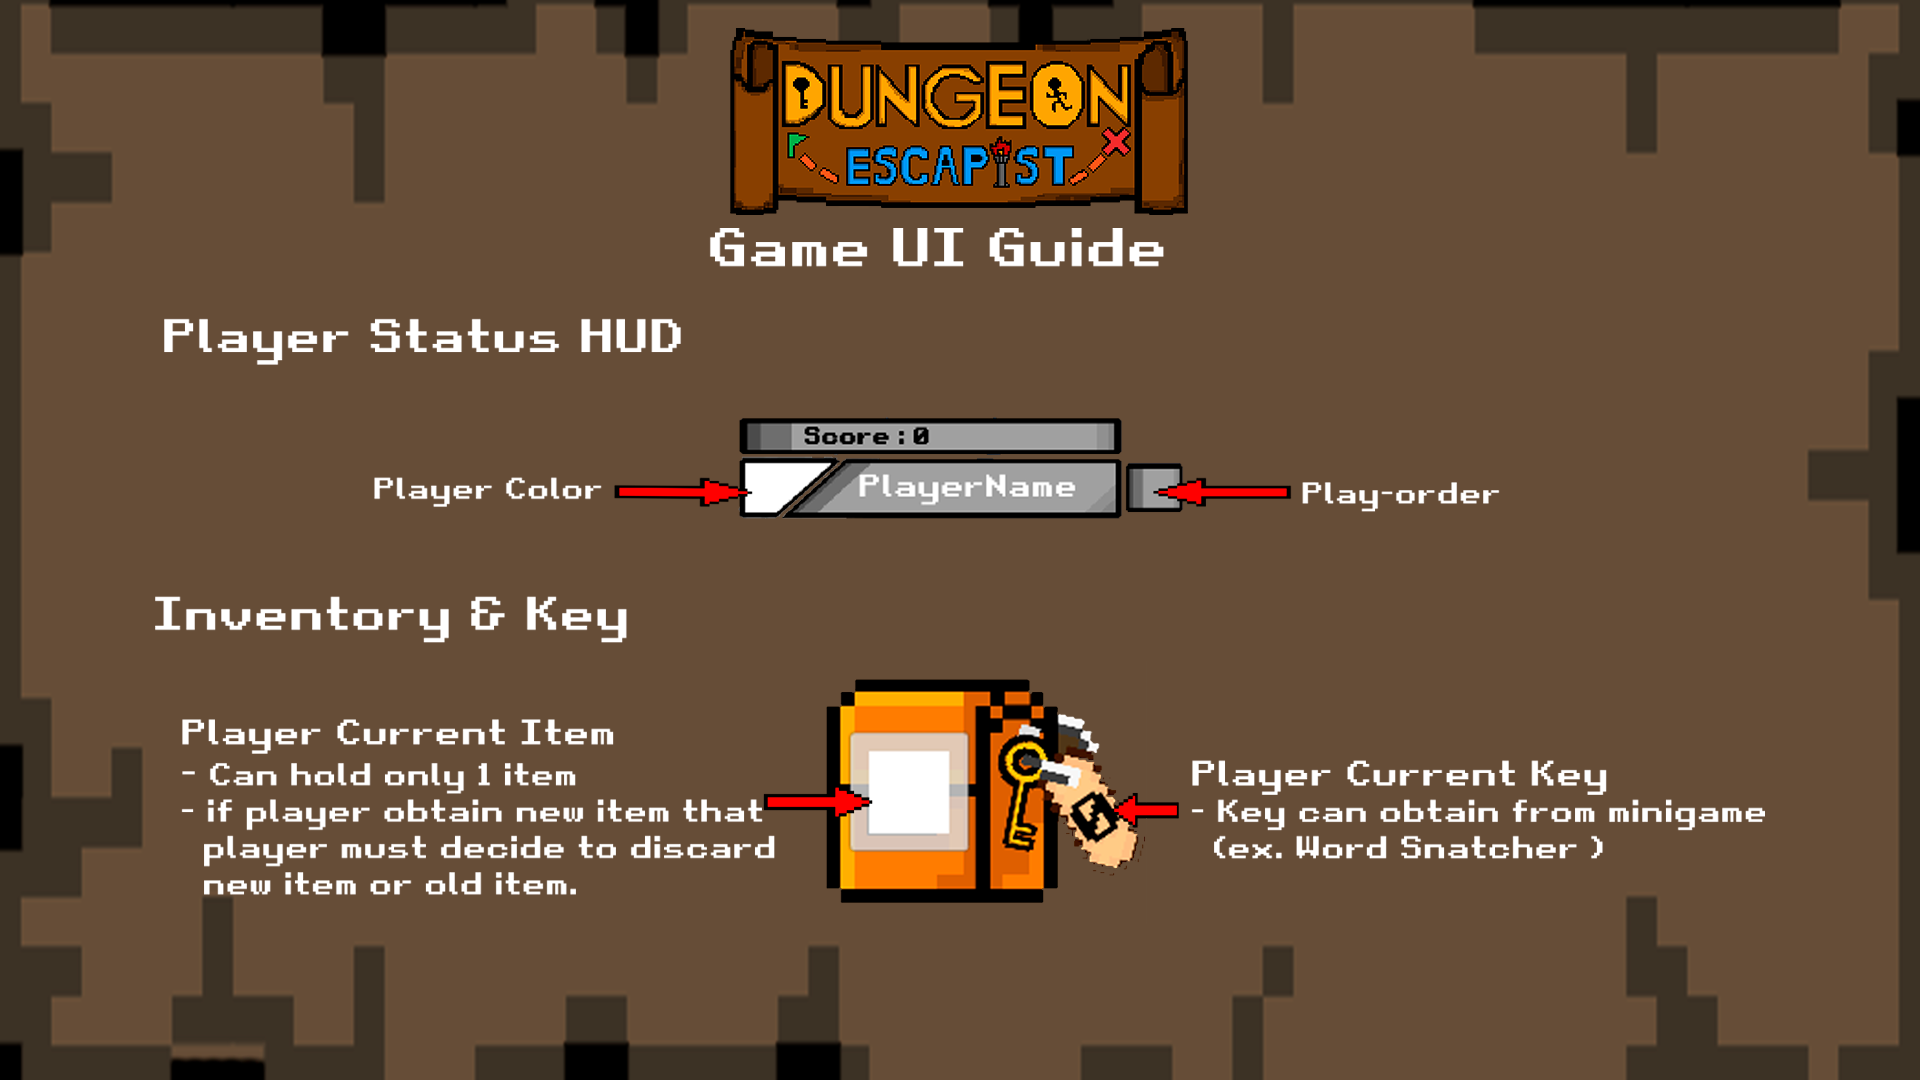 DUNGEON
ESCAPIST
Game UI Guide
Player Status HUD
Score:0
Player Color
PlayerName
Play-order
Inventory & Key
Player Current Item
- Can hold only 1 item
- if player obtain new item that
player must decide to discard
new item or old item.
0
Player Current Key
- Key can obtain from minigame
(ex. Word Snatcher )